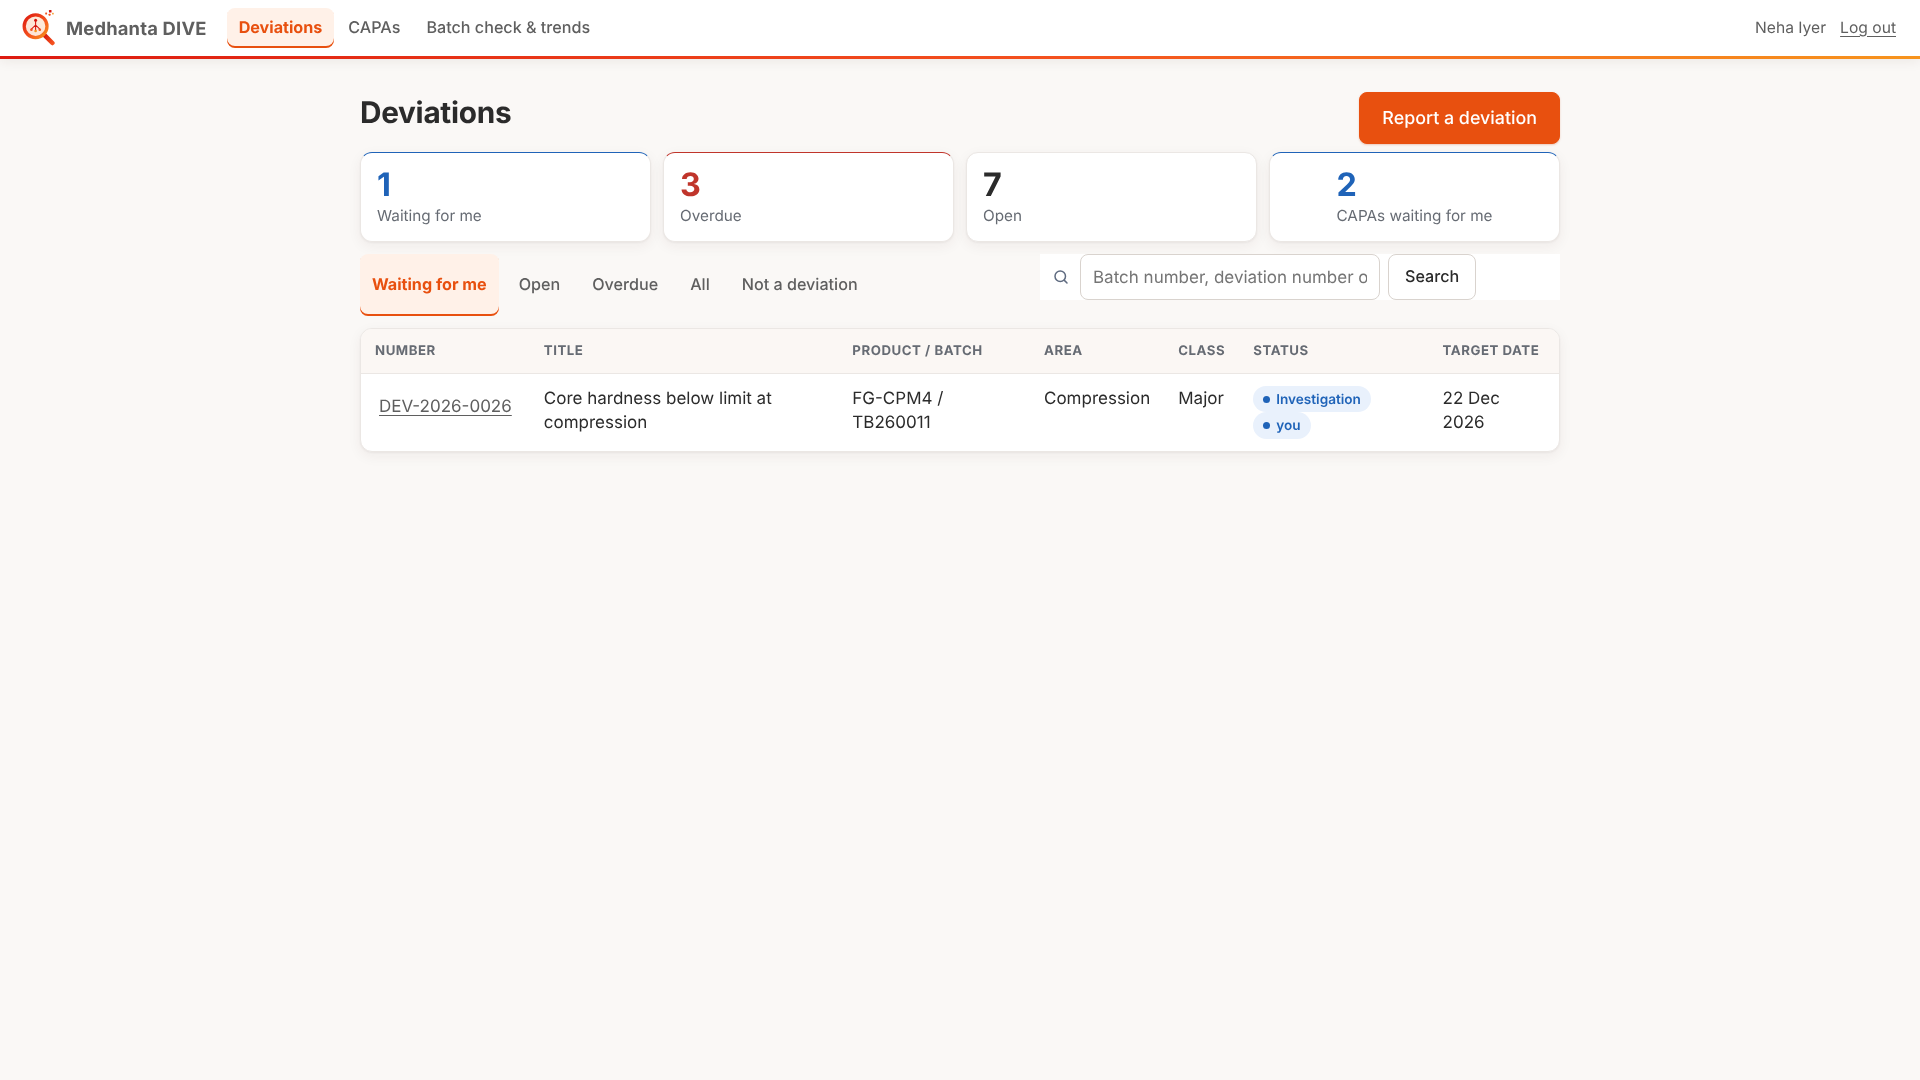 Medhanta DIVE
Deviations
CAPAs
Batch check & trends
Neha Iyer
Log out
Deviations
Report a deviation
1
Waiting for me
3
Overdue
7
Open
2
CAPAs waiting for me
Waiting for me
Open
Overdue
All
Not a deviation
Batch number, deviation number o
Search
NUMBER
TITLE
PRODUCT / BATCH
AREA
CLASS
STATUS
TARGET DATE
DEV-2026-0026
Core hardness below limit at
compression
FG-CPM4 /
TB260011
Compression
Major
Investigation
you
22 Dec
2026